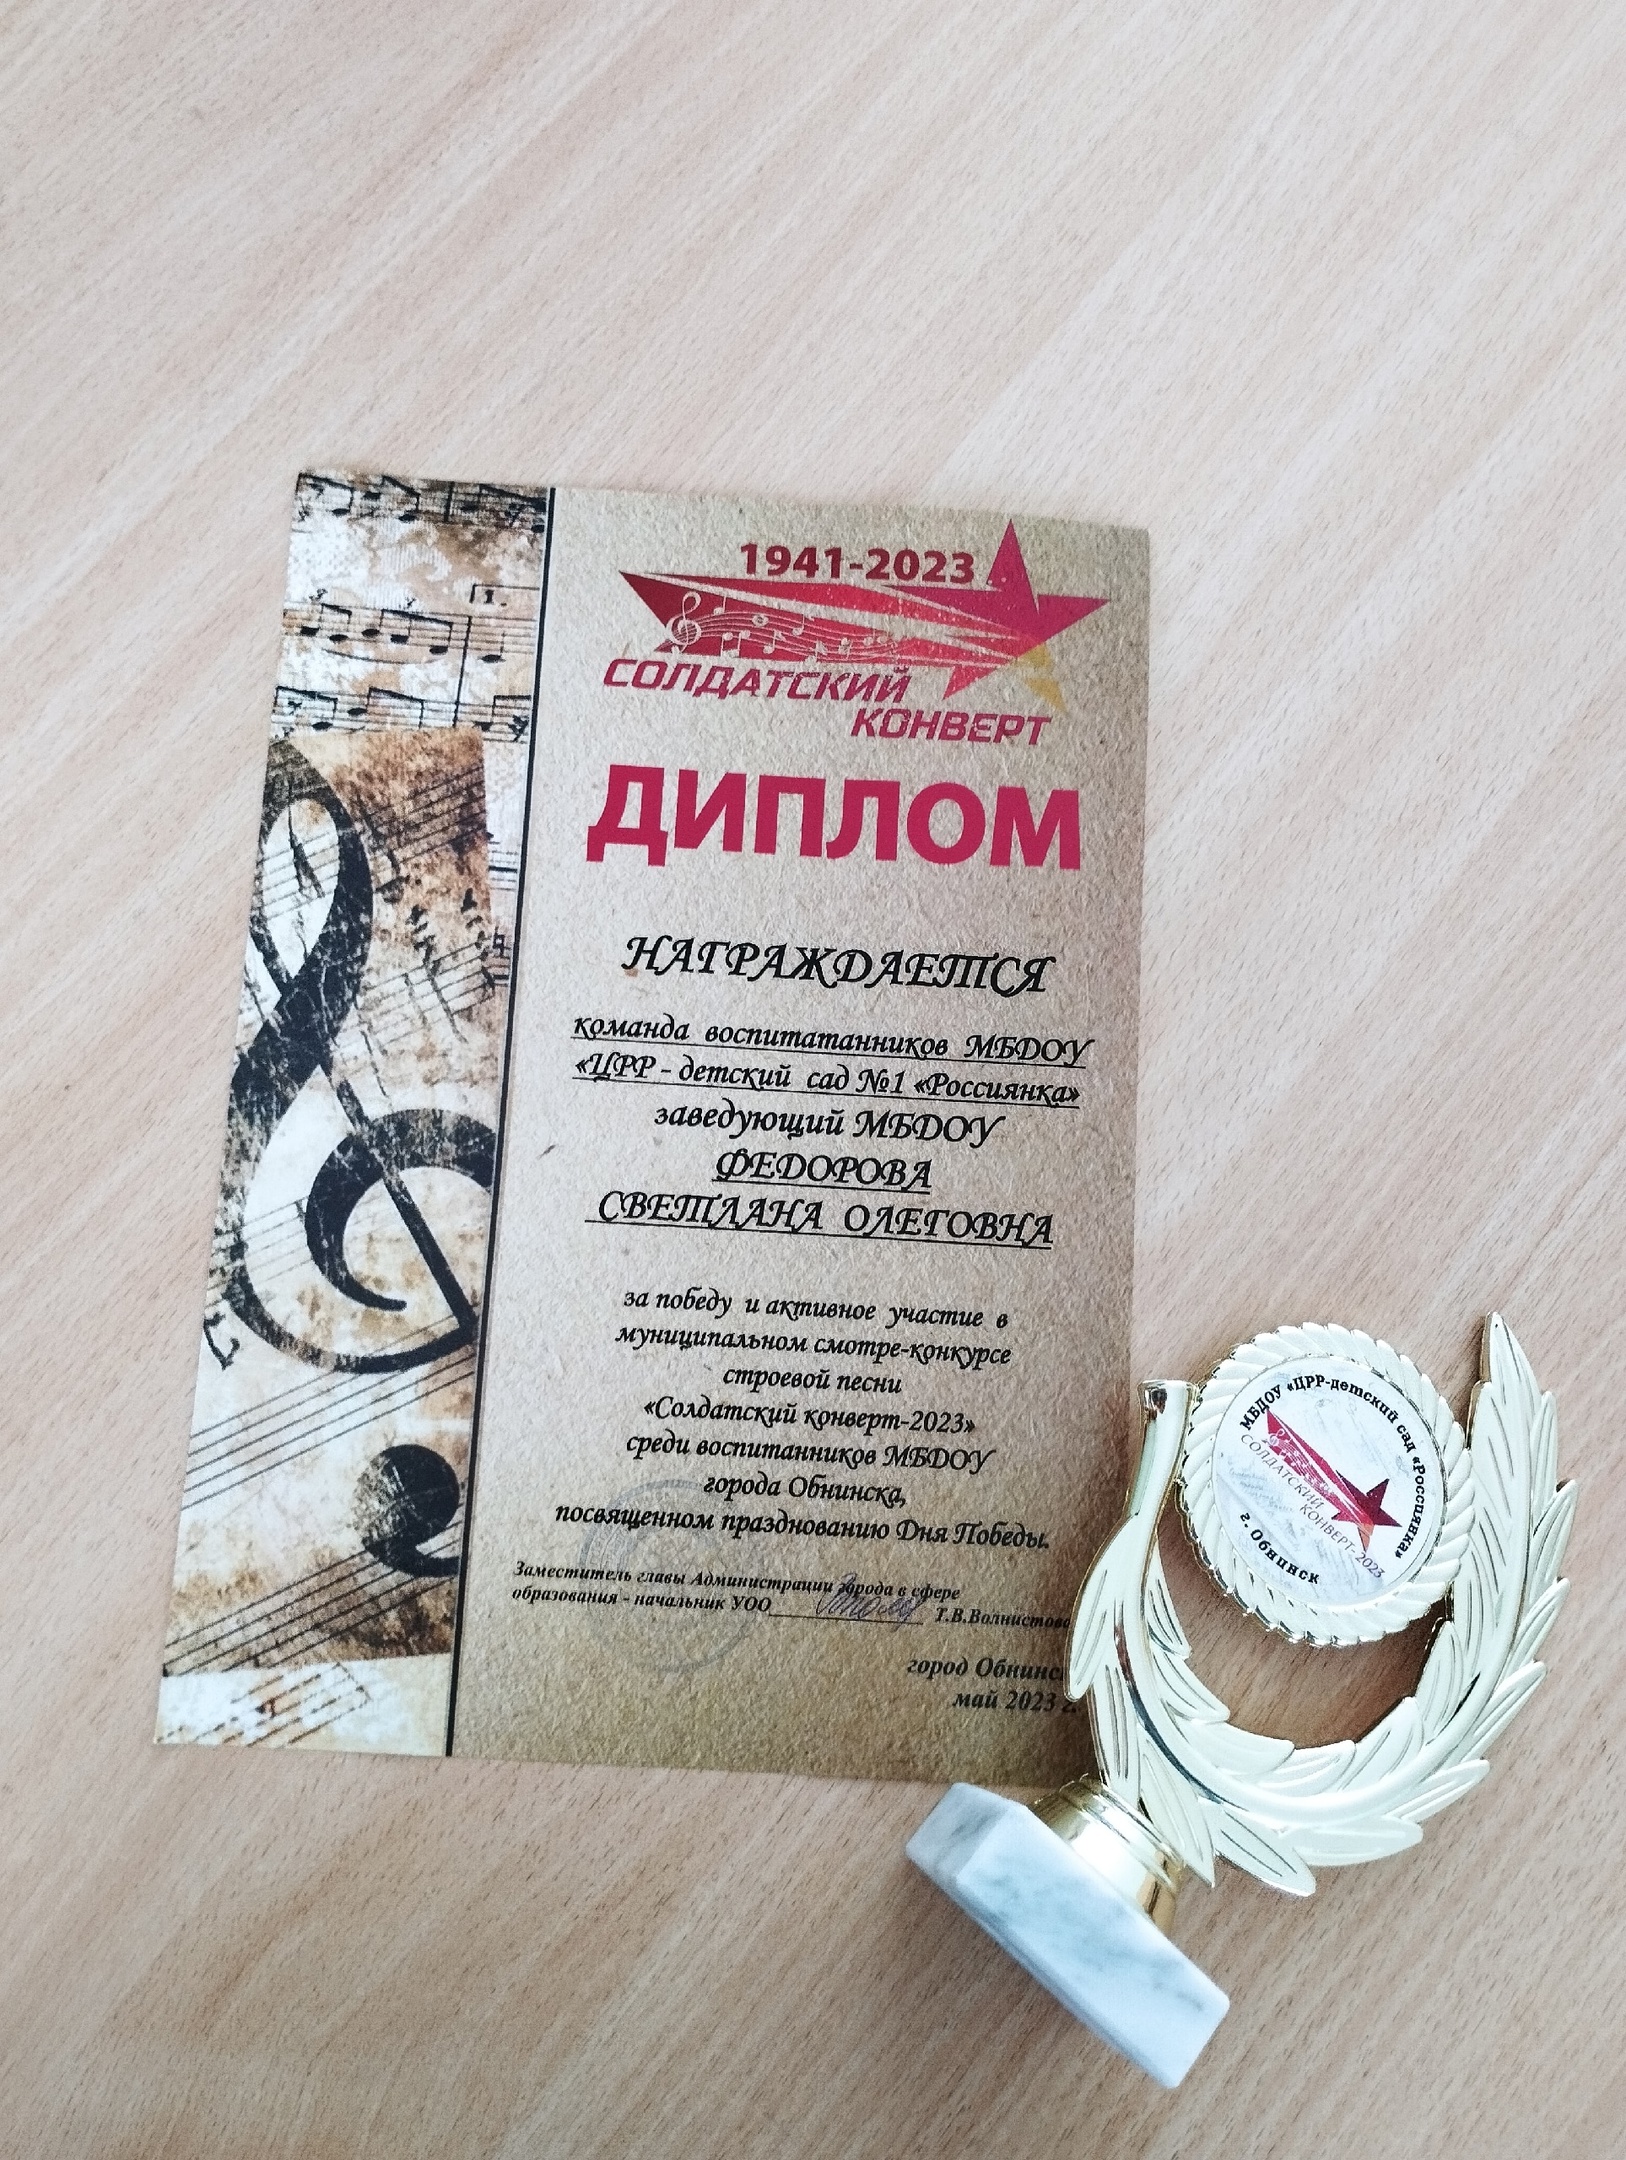 1941-2023
СОЛДАТСКИЙ
КОНВЕРТ
ДИПЛОМ
НАГРАЖДАЕТСЯ
команда воспитатанников МБДОУ
«ЦРР - детский сад №1 «Россиянка»
заведующий МБДОУ
ФЕДОРОВА
СВЕТЛАНА ОЛЕГОВНА
за победу и активное участие в
муниципальном смотре-конкурсе
строевой песни
«Солдатский конверт-2023»
среди воспитанников МБДОУ
города Обнинска,
посвященном празднованию Дня Победы.
Заместитель главы Администрации города в сфере
образования - начальник УОО Т.В.Волнистова
город Обнинск
май 2023 г.
1.
МБДОУ «ЦРР-детский сад «Россиянка»
СОЛДАТСКИЙ
КОНВЕРТ-2023
г. Обнинск